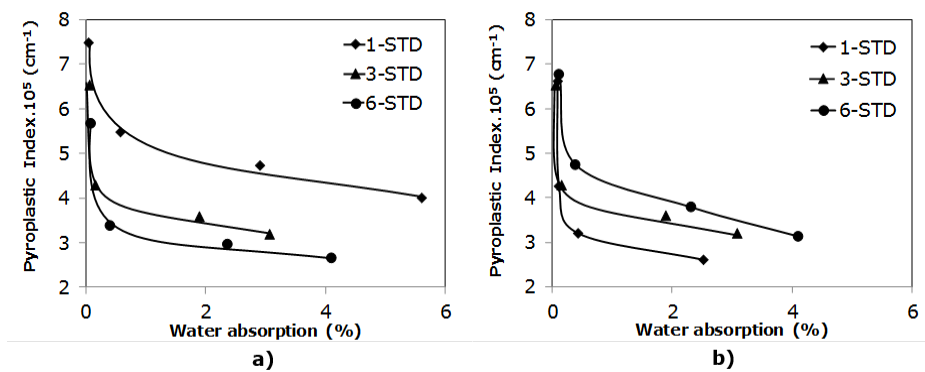 a)
8
7
6
5
4
3
2
Pyroplastic Index.10⁵ (cm⁻¹)
1-STD
3-STD
6-STD
0 2 4 6
Water absorption (%)
b)
8
7
6
5
4
3
2
Pyroplastic Index.10⁵ (cm⁻¹)
1-STD
3-STD
6-STD
0 2 4 6
Water absorption (%)